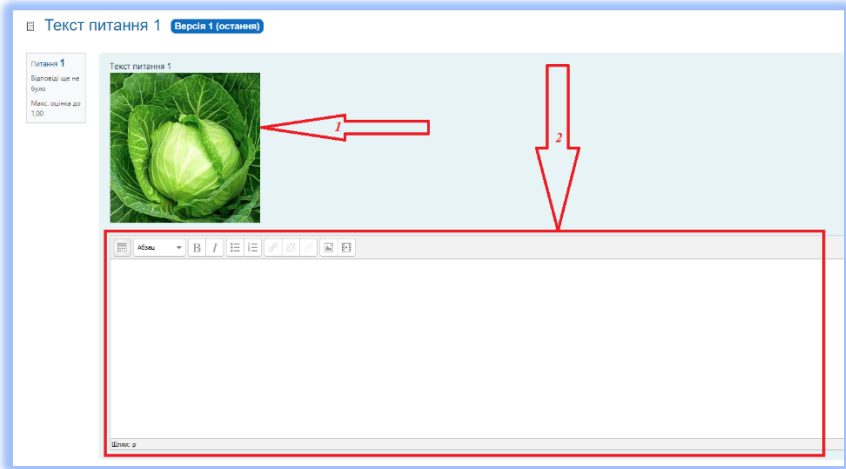 Текст питання 1 Версія 1 (остання)
Питання 1
Відповіді ще не
було
Макс. оцінка до
1,00
Текст питання 1
1
2
Абзац B I
Шлях: p